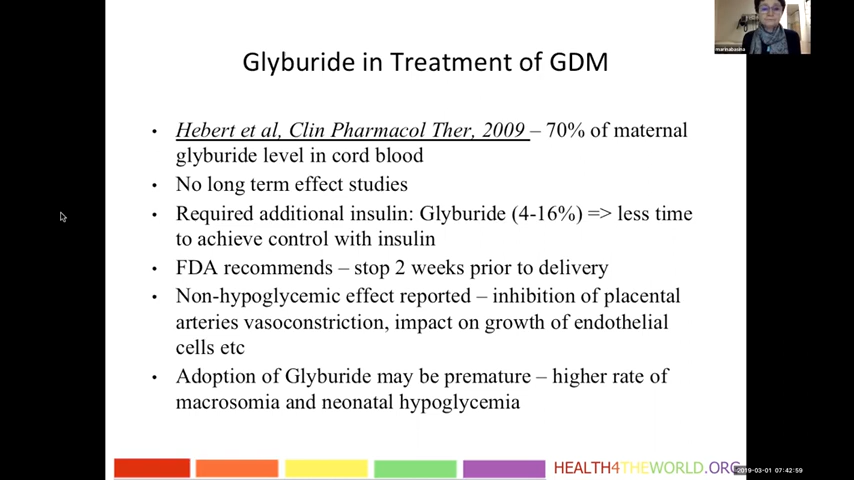 marinabasina
Glyburide in Treatment of GDM
• Hebert et al, Clin Pharmacol Ther, 2009 – 70% of maternal
glyburide level in cord blood
• No long term effect studies
• Required additional insulin: Glyburide (4-16%) => less time
to achieve control with insulin
• FDA recommends – stop 2 weeks prior to delivery
• Non-hypoglycemic effect reported – inhibition of placental
arteries vasoconstriction, impact on growth of endothelial
cells etc
• Adoption of Glyburide may be premature – higher rate of
macrosomia and neonatal hypoglycemia
HEALTH4THEWORLD.ORG
2019-03-01 07:42:59